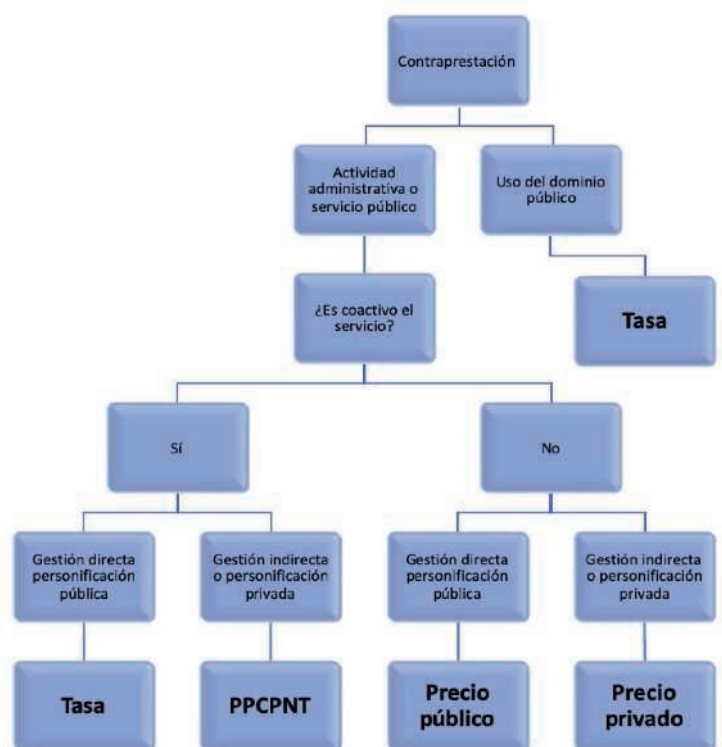 Contraprestación
Actividad
administrativa o
servicio público
Uso del dominio
público
¿Es coactivo el
servicio?
Tasa
Sí
No
Gestión directa
personificación
pública
Gestión indirecta
o personificación
privada
Gestión directa
personificación
pública
Gestión indirecta
o personificación
privada
Tasa
PPCPNT
Precio
público
Precio
privado